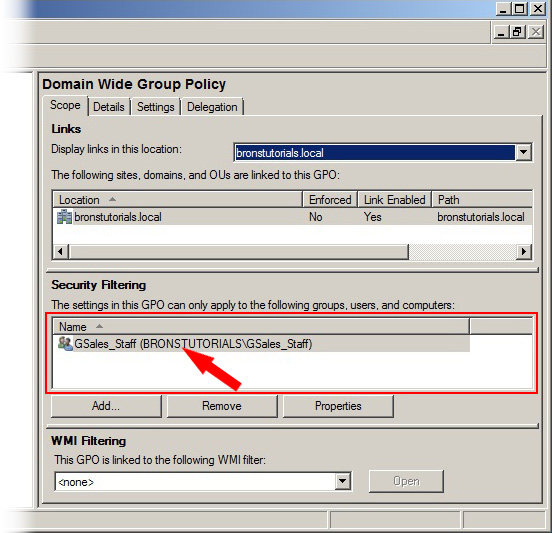 Domain Wide Group Policy
Scope Details Settings Delegation
Links
Display links in this location: bronstutorials.local
The following sites, domains, and OUs are linked to this GPO:
Location Enforced Link Enabled Path
bronstutorials.local No Yes bronstutorials.local
Security Filtering
The settings in this GPO can only apply to the following groups, users, and computers:
Name
GSales_Staff (BRONSTUTORIALS\GSales_Staff)
Add... Remove Properties
WMI Filtering
This GPO is linked to the following WMI filter:
<none> Open